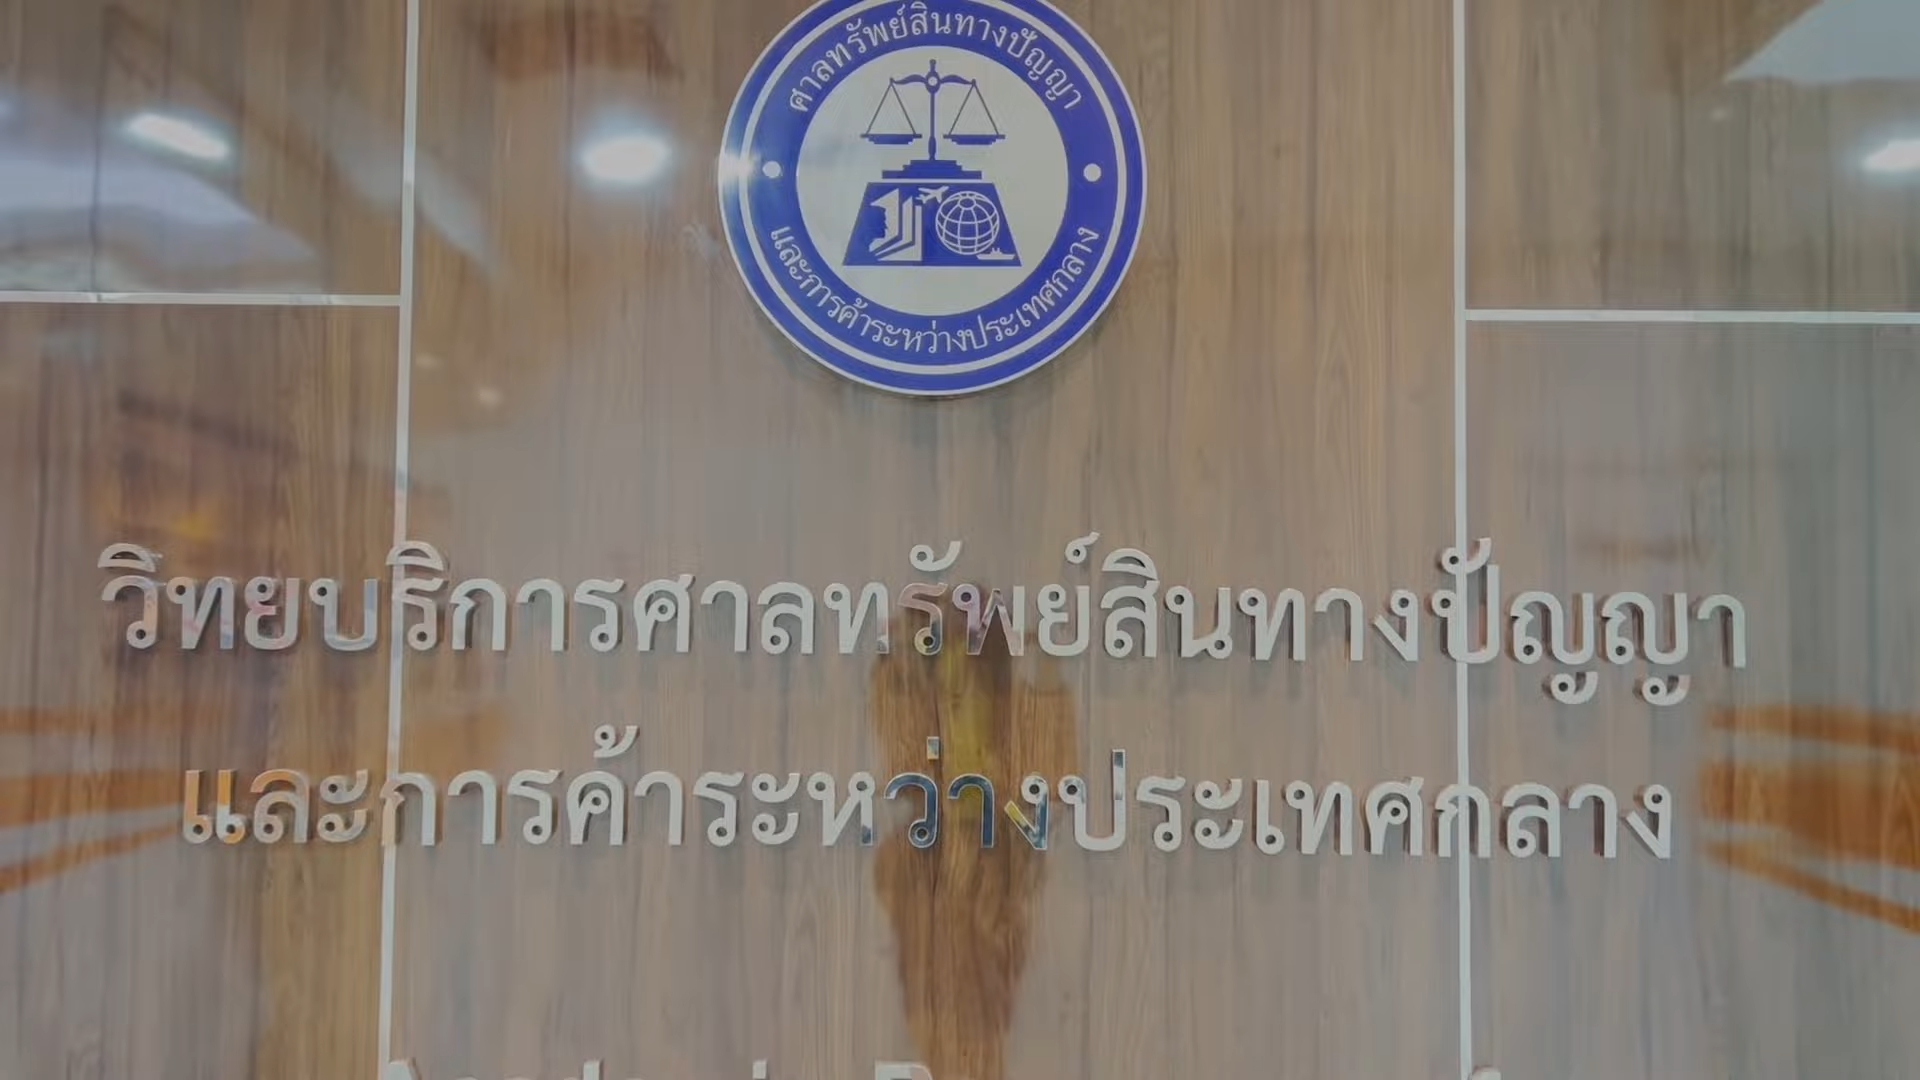 ศาลทรัพย์สินทางปัญญา
และการค้าระหว่างประเทศกลาง
วิทยบริการศาลทรัพย์สินทางปัญญา
และการค้าระหว่างประเทศกลาง